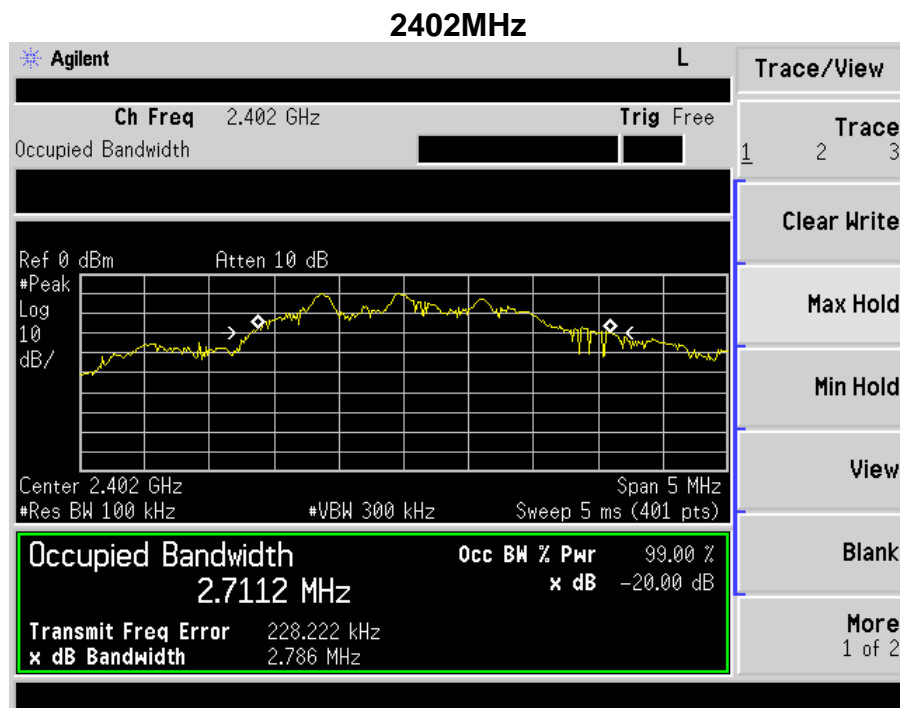 2402MHz
Agilent L
Trace/View
Ch Freq 2.402 GHz Trig Free
Occupied Bandwidth
Trace
1 2 3
Clear Write
Ref 0 dBm Atten 10 dB
#Peak
Log
10
dB/
Max Hold
Min Hold
View
Center 2.402 GHz Span 5 MHz
#Res BW 100 kHz #VBW 300 kHz Sweep 5 ms (401 pts)
Occupied Bandwidth Occ BW % Pwr 99.00 %
2.7112 MHz x dB -20.00 dB
Blank
Transmit Freq Error 228.222 kHz
x dB Bandwidth 2.786 MHz
More
1 of 2